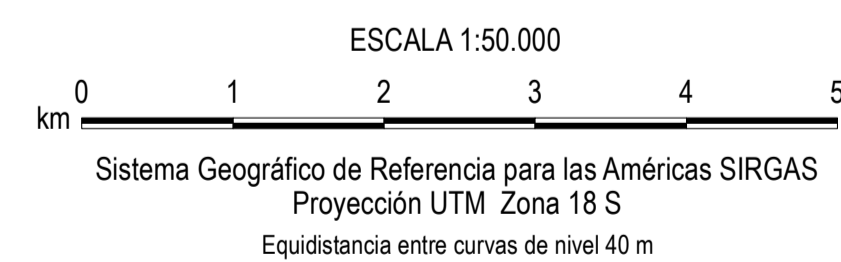 ESCALA 1:50.000
0 1 2 3 4 5
km
Sistema Geográfico de Referencia para las Américas SIRGAS
Proyección UTM Zona 18 S
Equidistancia entre curvas de nivel 40 m